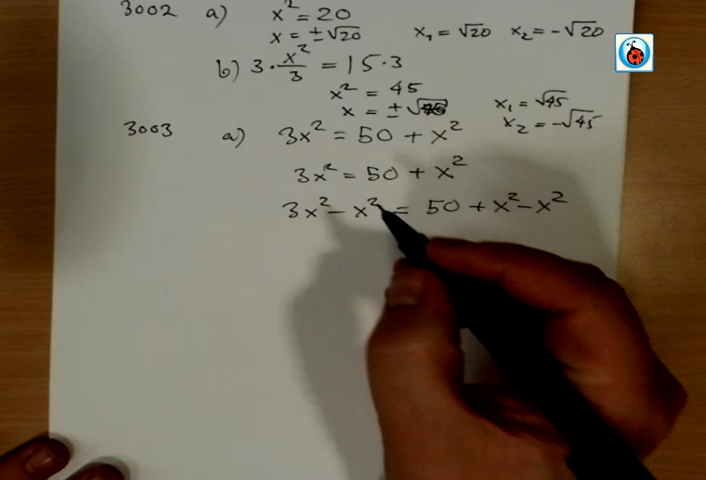 3002 a) x² = 20
x = ±√20 x₁ = √20 x₂ = -√20
b) 3 · x²/3 = 15 · 3
x² = 45
x = ±√45 x₁ = √45
x₂ = -√45
3003 a) 3x² = 50 + x²
3x² = 50 + x²
3x² - x² = 50 + x² - x²